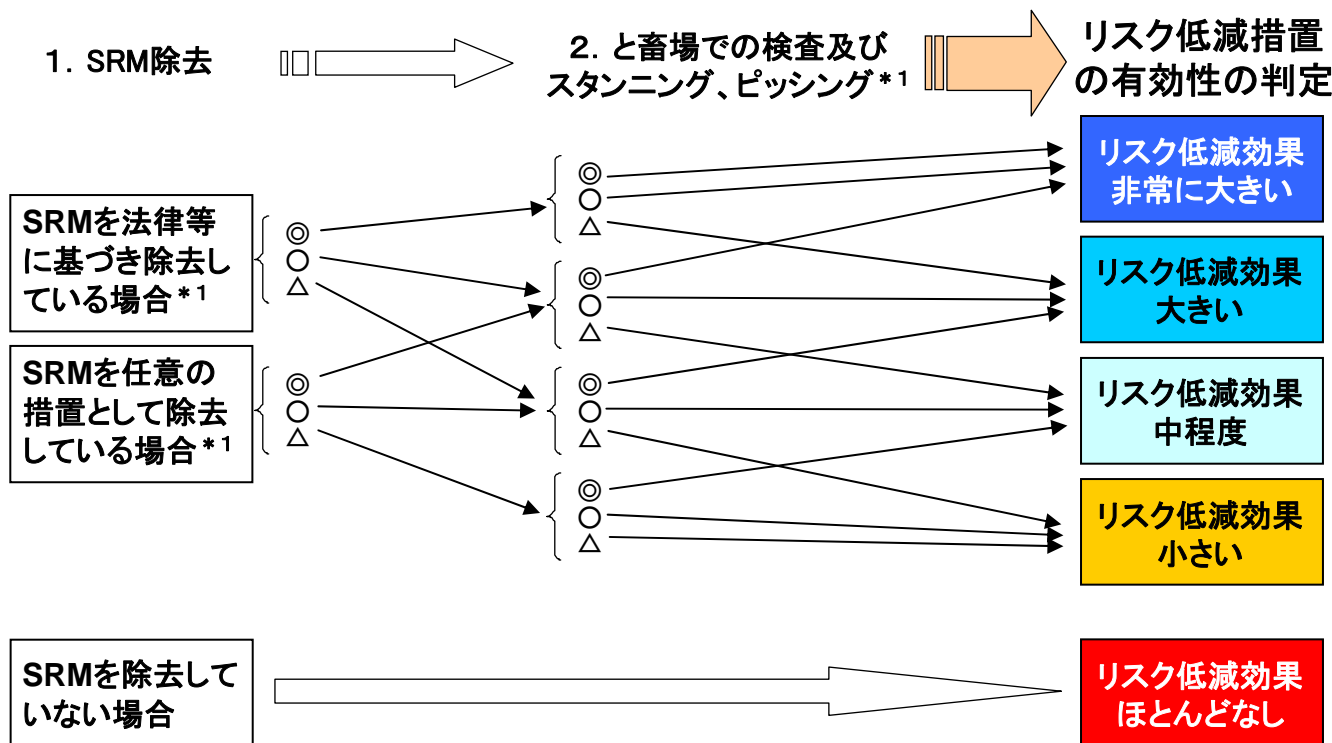 1．SRM除去
2．と畜場での検査及び
スタンニング、ピッシング*1
リスク低減措置
の有効性の判定
SRMを法律等
に基づき除去し
ている場合*1
◎
○
△
SRMを任意の
措置として除去
している場合*1
◎
○
△
◎
○
△
◎
○
△
◎
○
△
◎
○
△
リスク低減効果
非常に大きい
リスク低減効果
大きい
リスク低減効果
中程度
リスク低減効果
小さい
SRMを除去して
いない場合
リスク低減効果
ほとんどなし